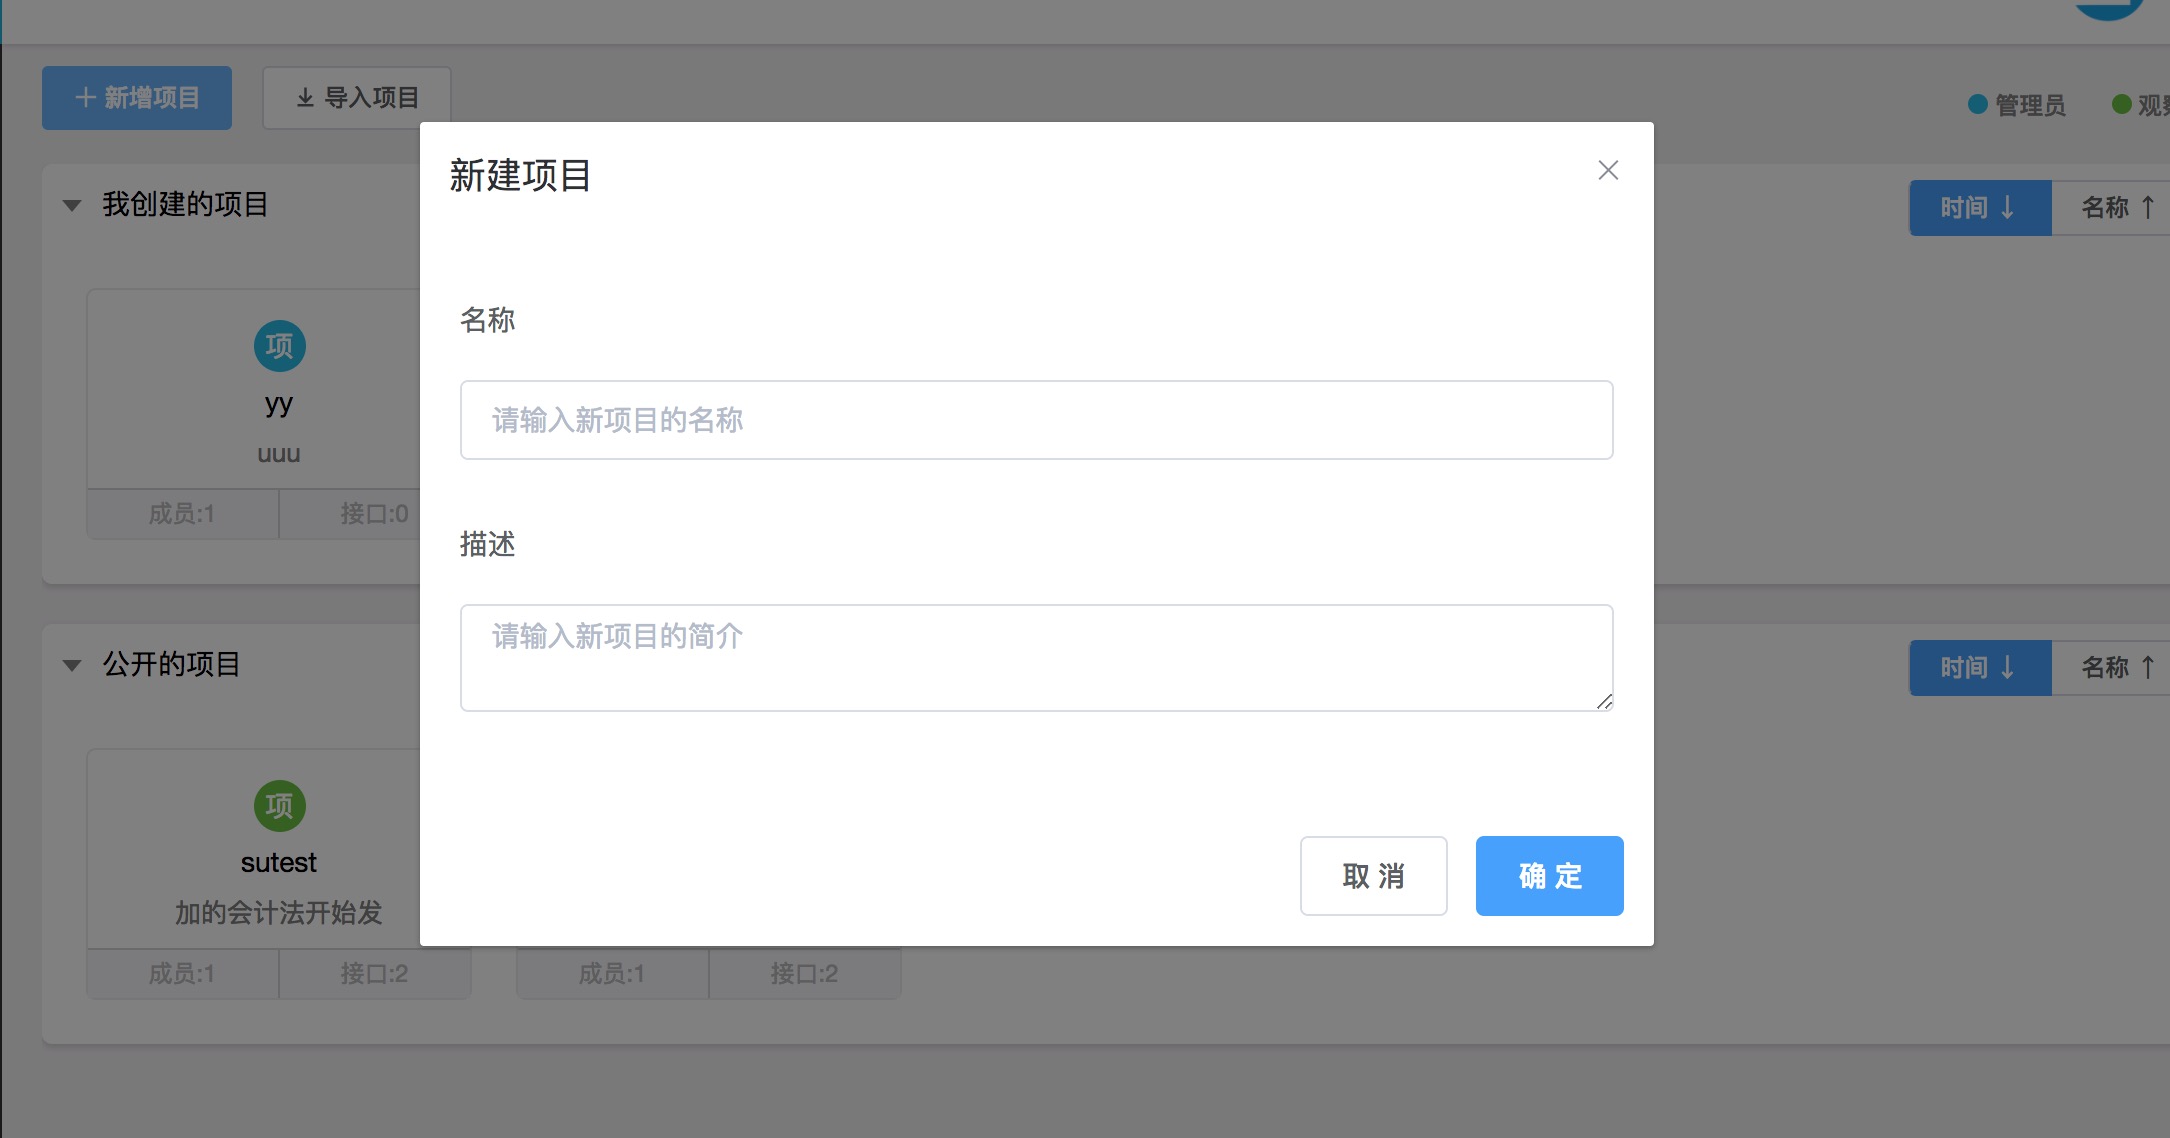 新增项目
导入项目
管理员
观察
我创建的项目
时间 ↓
名称 ↑
项
yy
uuu
成员:1
接口:0
新建项目
名称
请输入新项目的名称
描述
请输入新项目的简介
取 消
确 定
公开的项目
时间 ↓
名称 ↑
项
sutest
加的会计法开始发
成员:1
接口:2
成员:1
接口:2